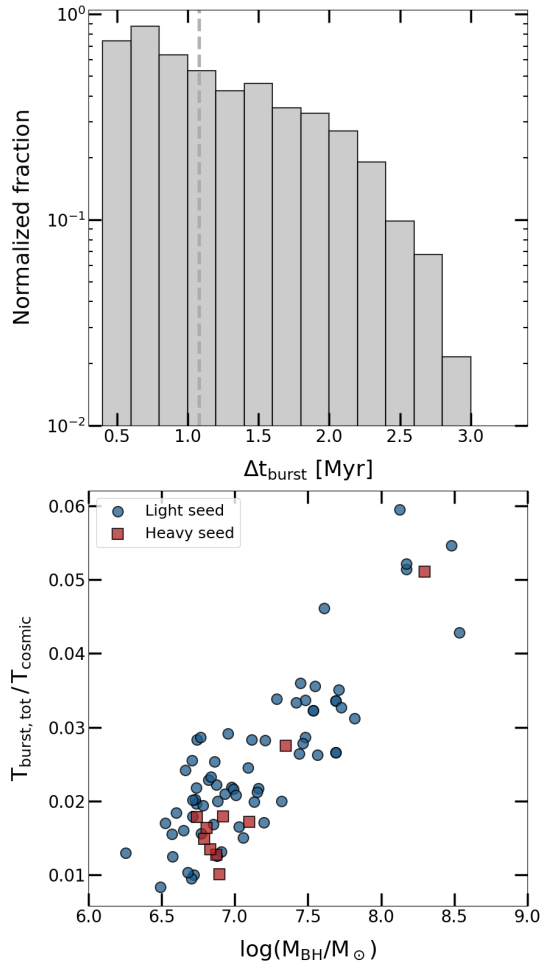 10⁰
10⁻¹
10⁻²
Normalized fraction
0.5 1.0 1.5 2.0 2.5 3.0
Δt_burst [Myr]
Light seed
Heavy seed
0.06
0.05
0.04
0.03
0.02
0.01
T_burst, tot/T_cosmic
6.0 6.5 7.0 7.5 8.0 8.5 9.0
log(M_BH/M_⊙)